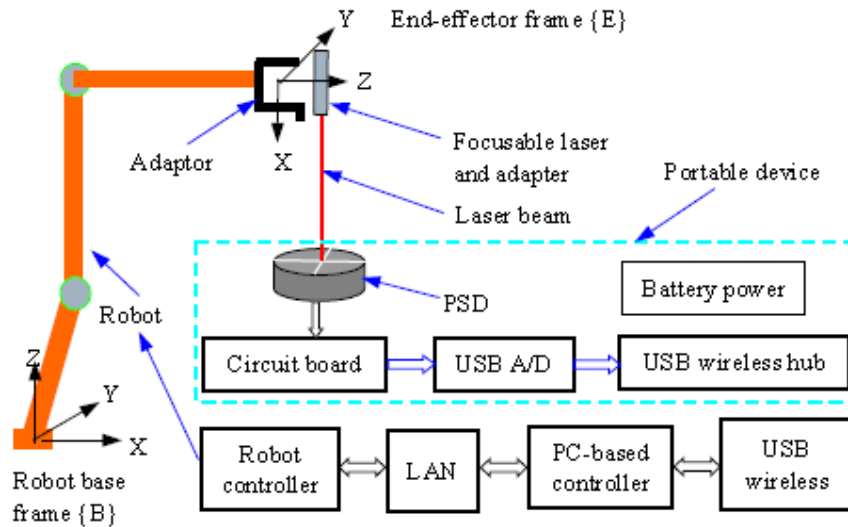 Y
End-effector frame {E}
Z
Adaptor
X
Focusable laser
and adapter
Portable device
Laser beam
PSD
Battery power
Robot
Circuit board
USB A/D
USB wireless hub
Z
Y
X
Robot base
frame {B}
Robot
controller
LAN
PC-based
controller
USB
wireless